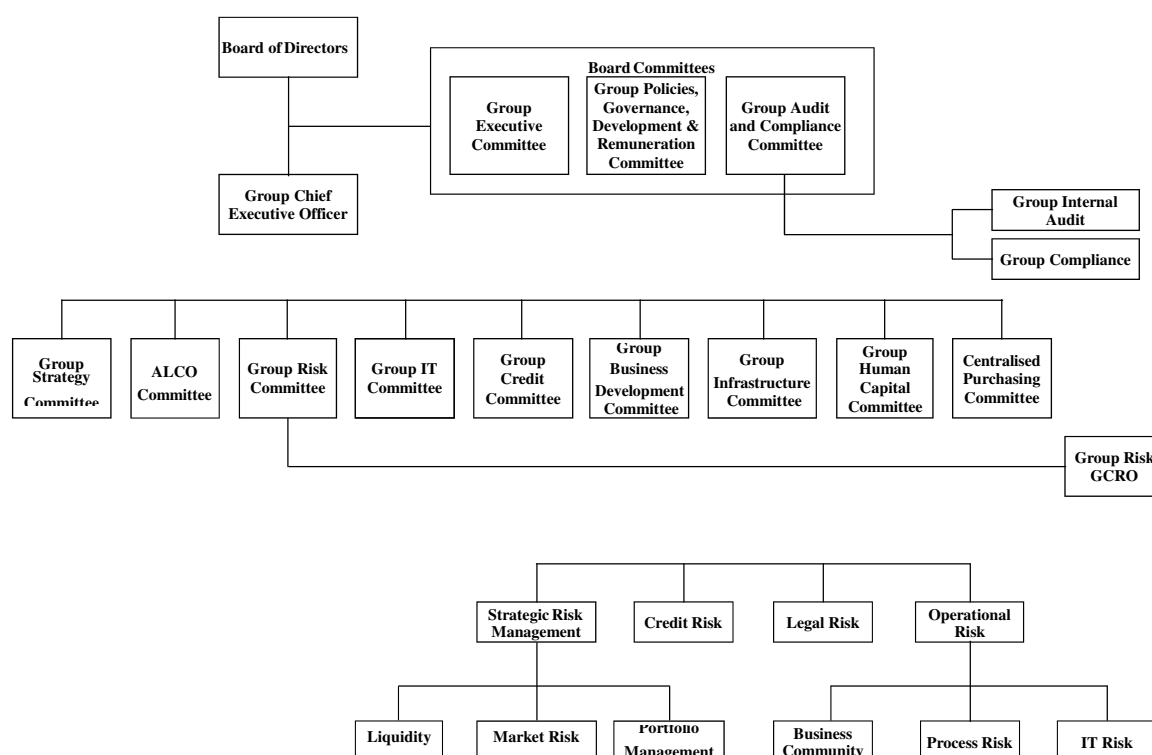 Board of Directors
Board Committees
Group
Executive
Committee
Group Policies,
Governance,
Development &
Remuneration
Committee
Group Audit
and Compliance
Committee
Group Chief
Executive Officer
Group Internal
Audit
Group Compliance
Group
Strategy
Committee
ALCO
Committee
Group Risk
Committee
Group IT
Committee
Group
Credit
Committee
Group
Business
Development
Committee
Group
Infrastructure
Committee
Group
Human
Capital
Committee
Centralised
Purchasing
Committee
Group Risk
GCRO
Strategic Risk
Management
Credit Risk
Legal Risk
Operational
Risk
Liquidity
Market Risk
Portfolio
Management
Business
Community
Process Risk
IT Risk